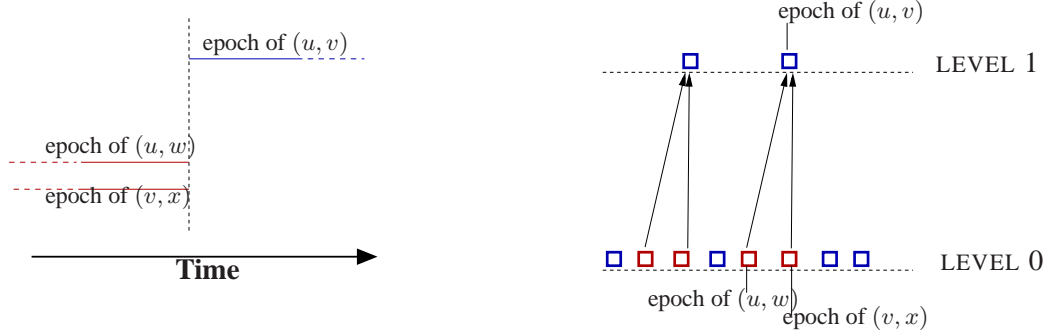 epoch of (u, v)
epoch of (u, w)
epoch of (v, x)
Time
epoch of (u, v)
LEVEL 1
LEVEL 0
epoch of (u, w)
epoch of (v, x)